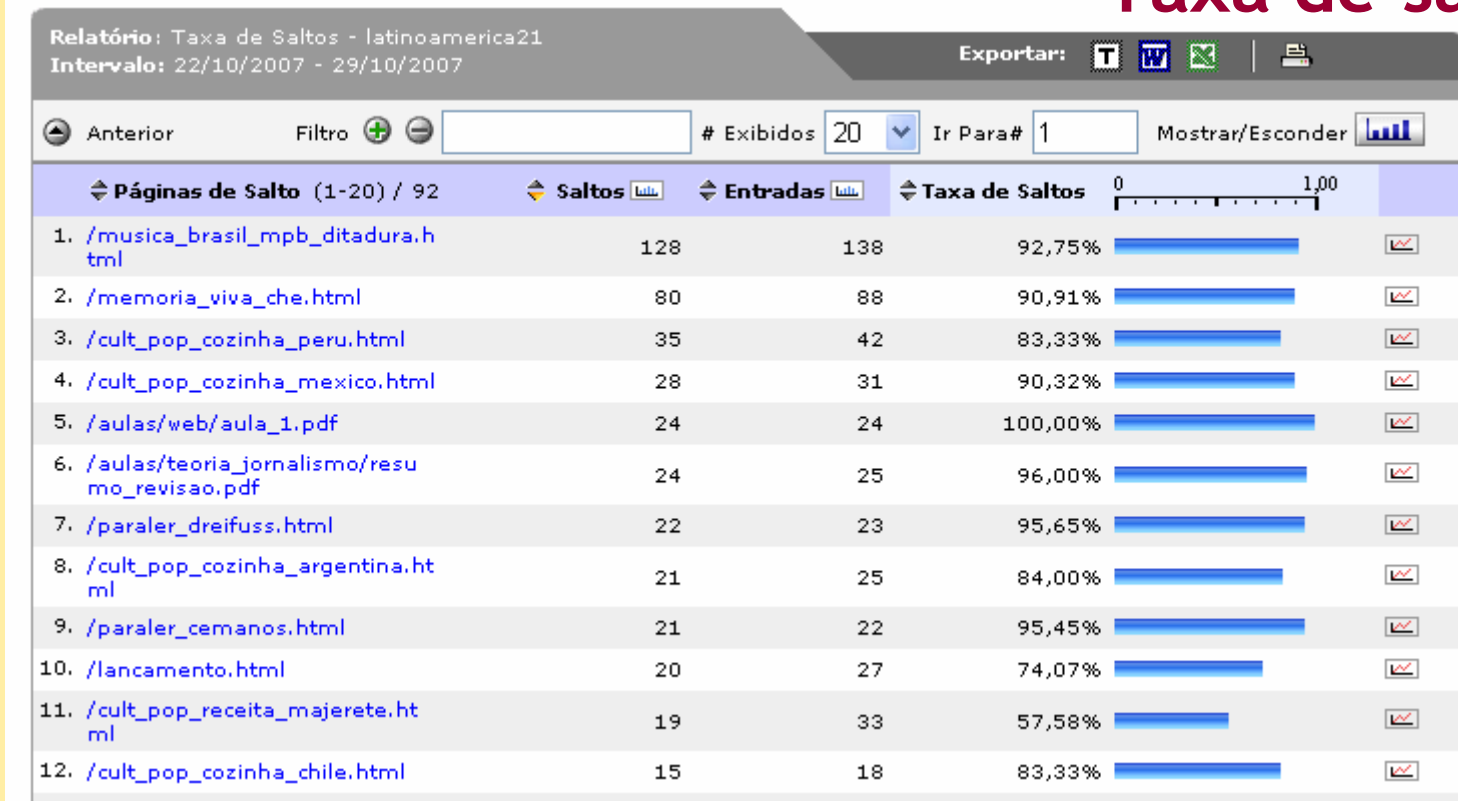 Taxa de sa
Relatório: Taxa de Saltos - latinoamerica21
Intervalo: 22/10/2007 - 29/10/2007
Exportar: T W X
Anterior Filtro # Exibidos 20 Ir Para# 1 Mostrar/Esconder
Páginas de Salto (1-20) / 92 Saltos Entradas Taxa de Saltos 0 1,00
1. /musica_brasil_mpb_ditadura.h
tml 128 138 92,75%
2. /memoria_viva_che.html 80 88 90,91%
3. /cult_pop_cozinha_peru.html 35 42 83,33%
4. /cult_pop_cozinha_mexico.html 28 31 90,32%
5. /aulas/web/aula_1.pdf 24 24 100,00%
6. /aulas/teoria_jornalismo/resu
mo_revisao.pdf 24 25 96,00%
7. /paraler_dreifuss.html 22 23 95,65%
8. /cult_pop_cozinha_argentina.ht
ml 21 25 84,00%
9. /paraler_cemanos.html 21 22 95,45%
10. /lancamento.html 20 27 74,07%
11. /cult_pop_receita_majerete.ht
ml 19 33 57,58%
12. /cult_pop_cozinha_chile.html 15 18 83,33%